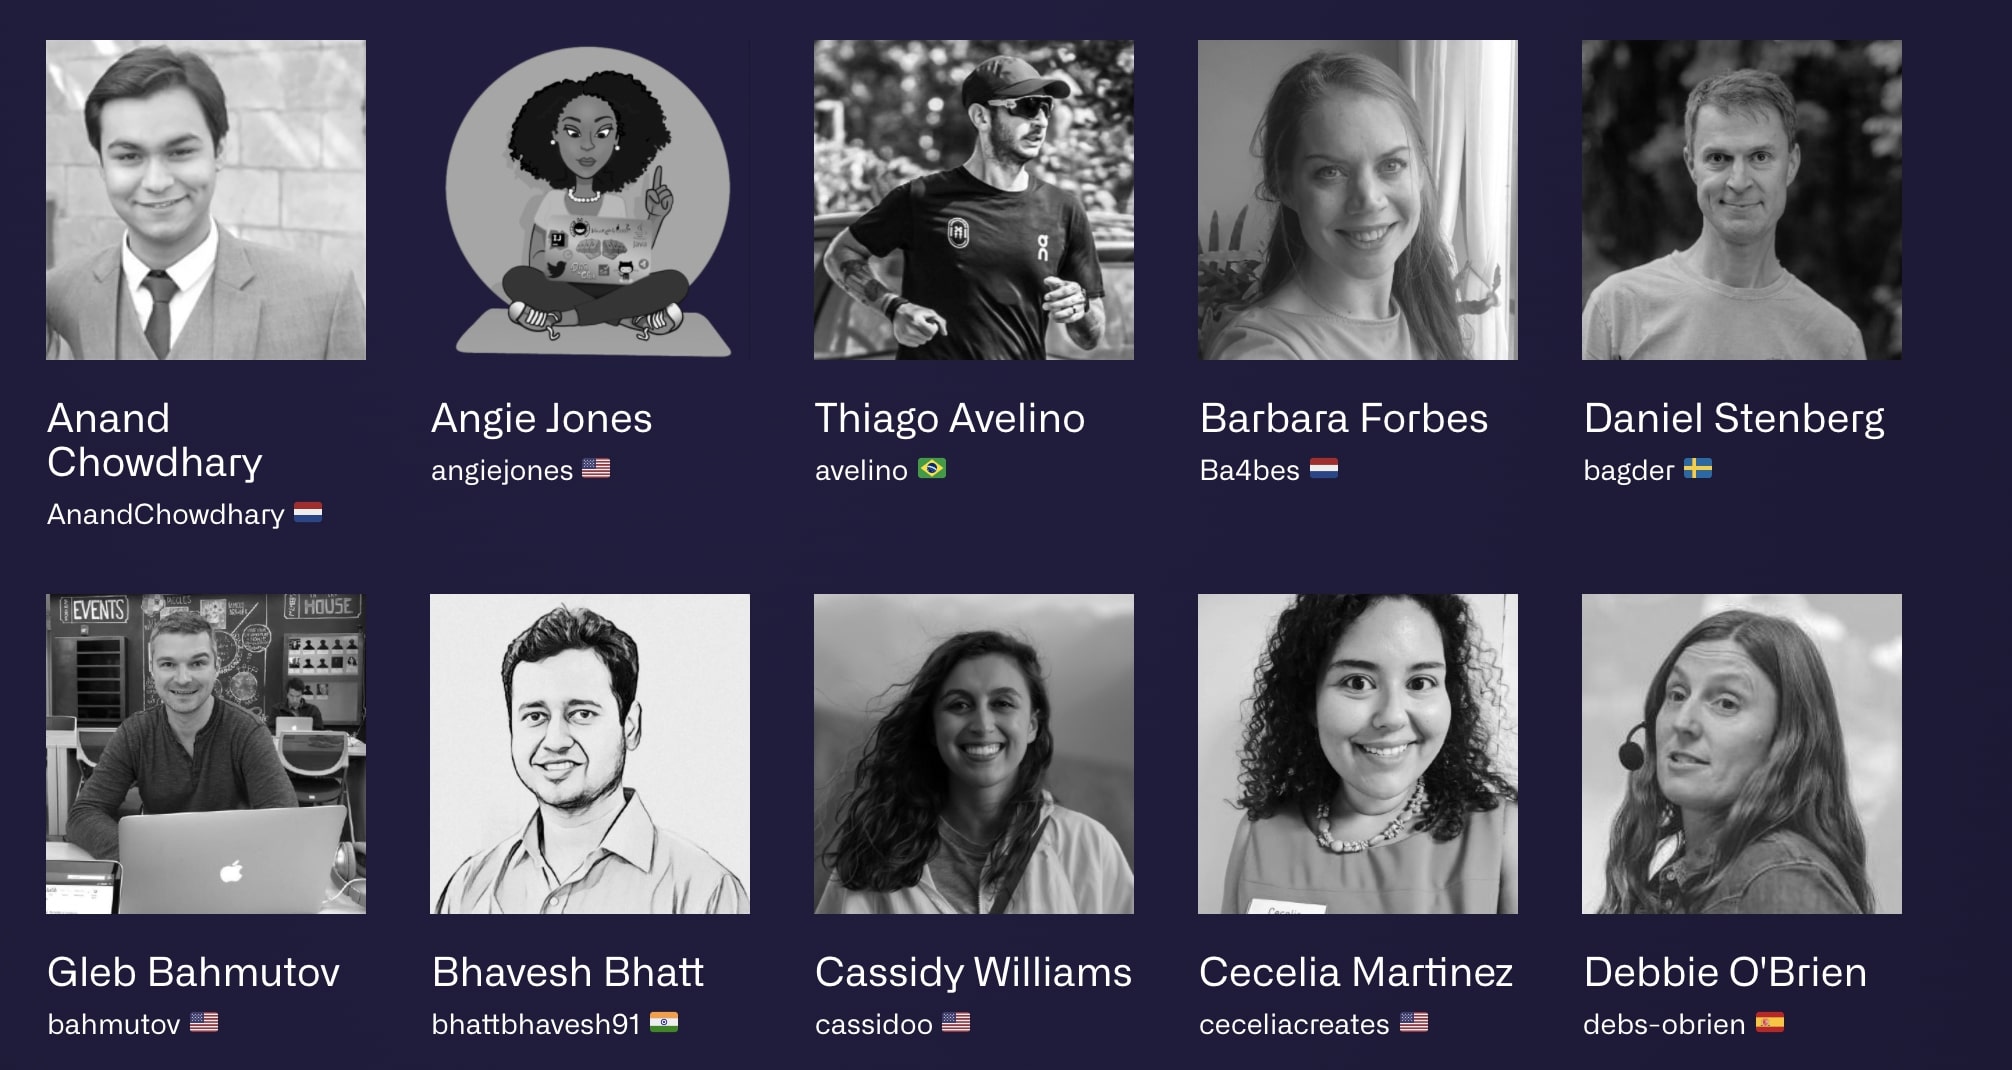 Anand
Chowdhary
AnandChowdhary
Angie Jones
angiejones
Thiago Avelino
avelino
Barbara Forbes
Ba4bes
Daniel Stenberg
bagder
EVENTS
HOUSE
Gleb Bahmutov
bahmutov
Bhavesh Bhatt
bhattbhavesh91
Cassidy Williams
cassidoo
Cecelia Martinez
ceceliacreates
Debbie O'Brien
debs-obrien